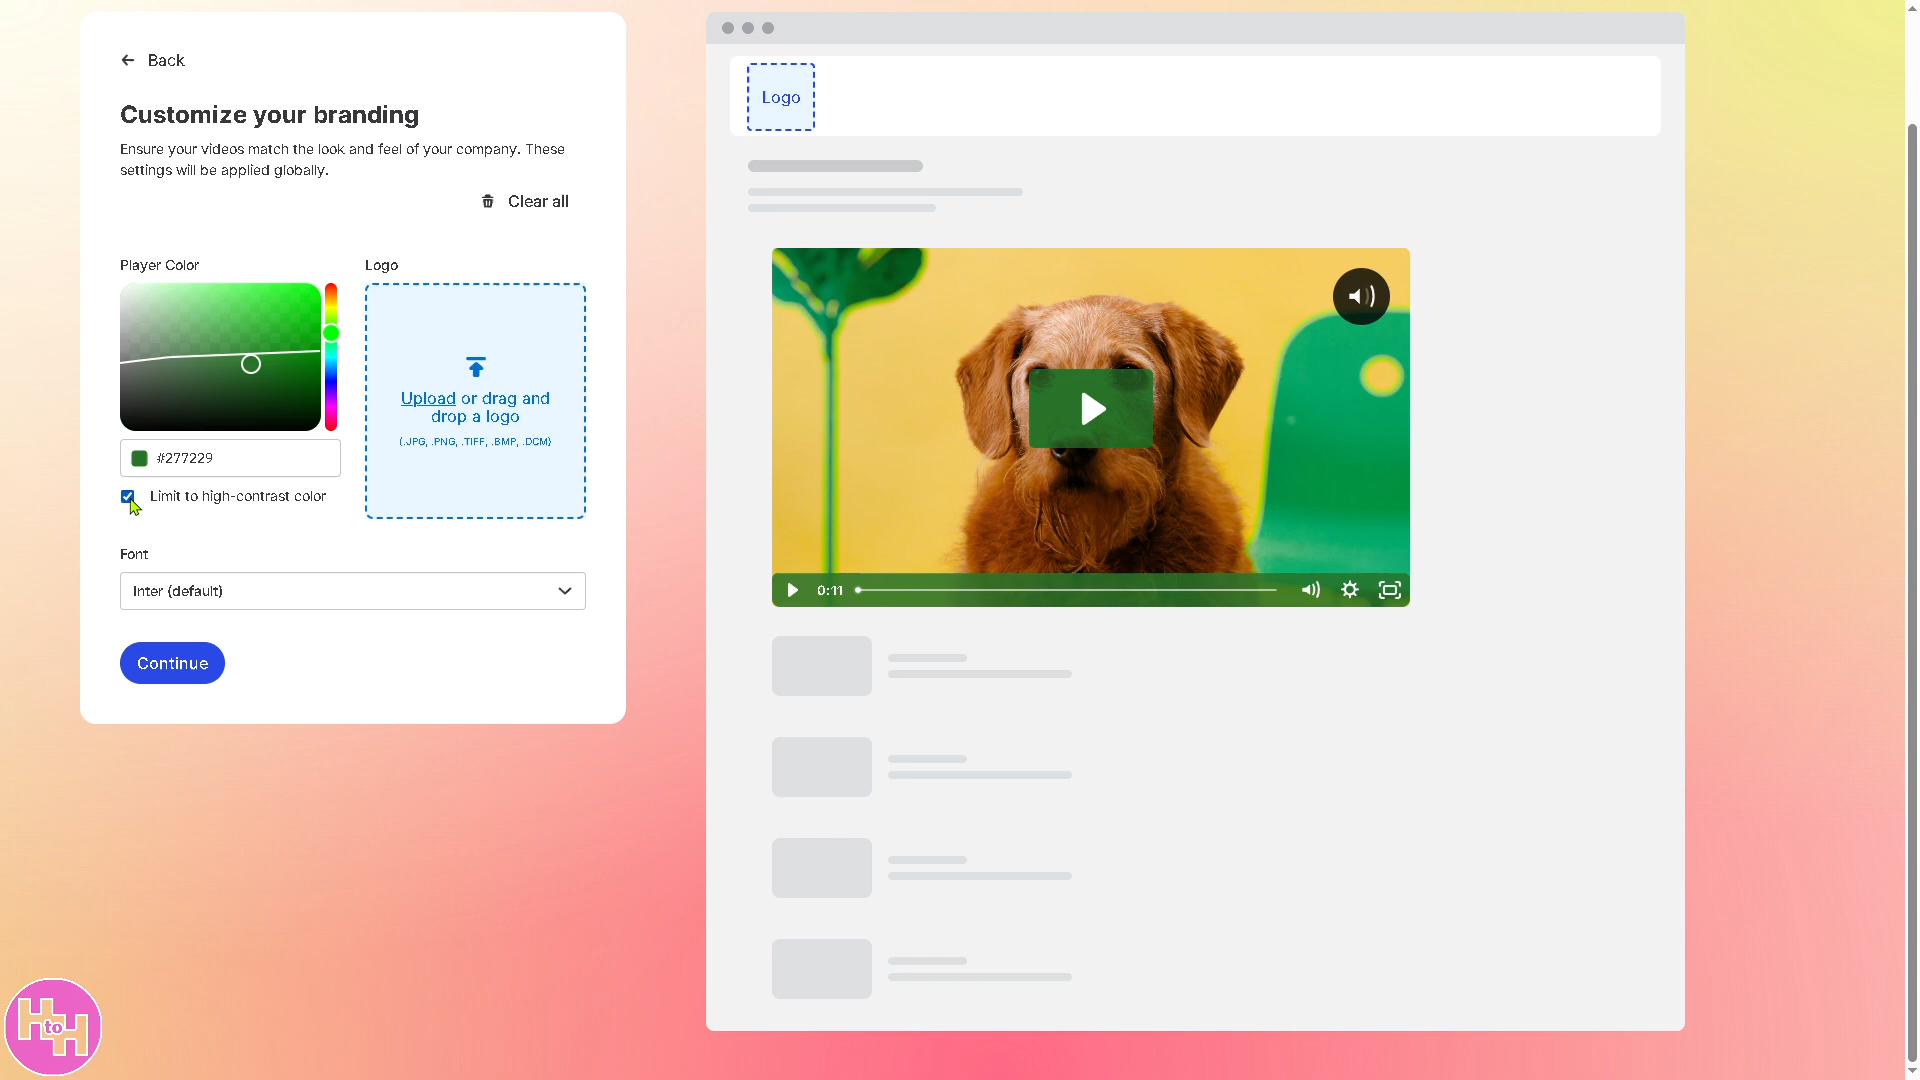 Back
Customize your branding
Ensure your videos match the look and feel of your company. These
settings will be applied globally.
Clear all
Player Color
Logo
Upload or drag and
drop a logo
(.JPG, .PNG, .TIFF, .BMP, .DCM)
#277229
Limit to high-contrast color
Font
Inter (default)
Continue
Logo
0:11
H to H